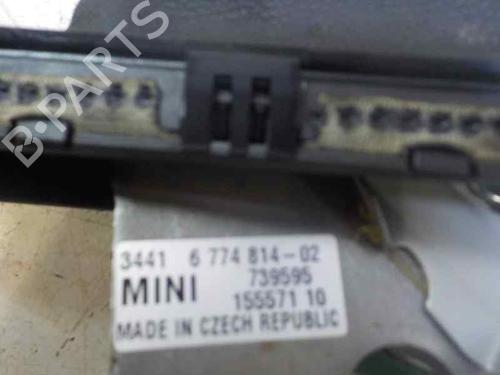 B-PARTS
3441 6 774 814-02
MINI 739595
155571 10
MADE IN CZECH REPUBLIC